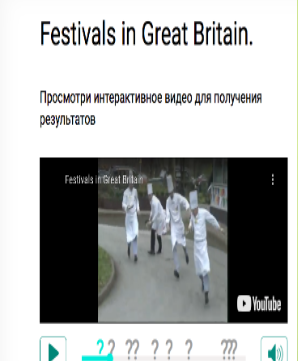 Festivals in Great Britain.
Просмотри интерактивное видео для получения
результатов
Festivals in Great Britain
YouTube
? ? ?? ? ? ? ???